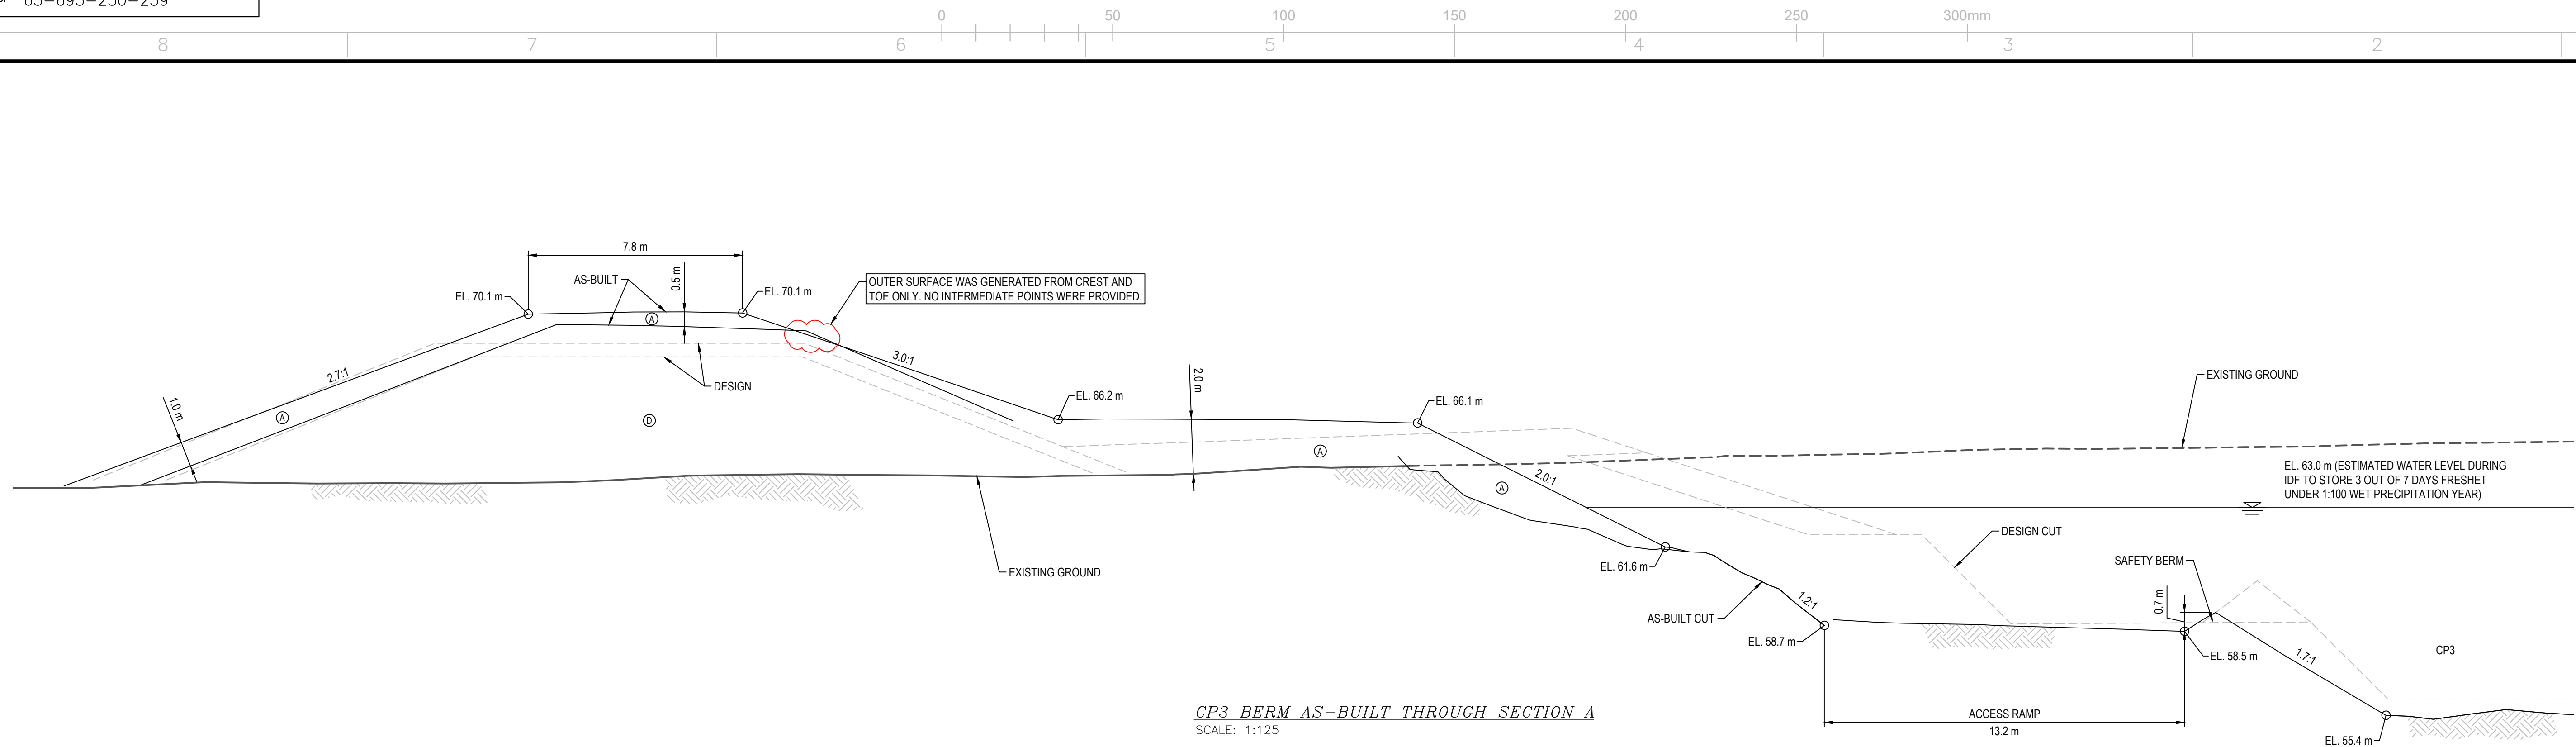 65-695-230-259
0
50
100
150
200
250
300mm
8
7
6
5
4
3
2
7.8 m
AS-BUILT
0.5 m
EL. 70.1 m
EL. 70.1 m
OUTER SURFACE WAS GENERATED FROM CREST AND
TOE ONLY. NO INTERMEDIATE POINTS WERE PROVIDED.
A
3.0:1
2.7:1
DESIGN
1.0 m
A
D
EL. 66.2 m
2.0 m
EL. 66.1 m
A
EXISTING GROUND
2.0:1
A
EL. 63.0 m (ESTIMATED WATER LEVEL DURING
IDF TO STORE 3 OUT OF 7 DAYS FRESHET
UNDER 1:100 WET PRECIPITATION YEAR)
DESIGN CUT
EXISTING GROUND
EL. 61.6 m
SAFETY BERM
AS-BUILT CUT
1.2:1
0.7 m
EL. 58.7 m
EL. 58.5 m
1.7:1
CP3
CP3 BERM AS-BUILT THROUGH SECTION A
SCALE: 1:125
ACCESS RAMP
13.2 m
EL. 55.4 m